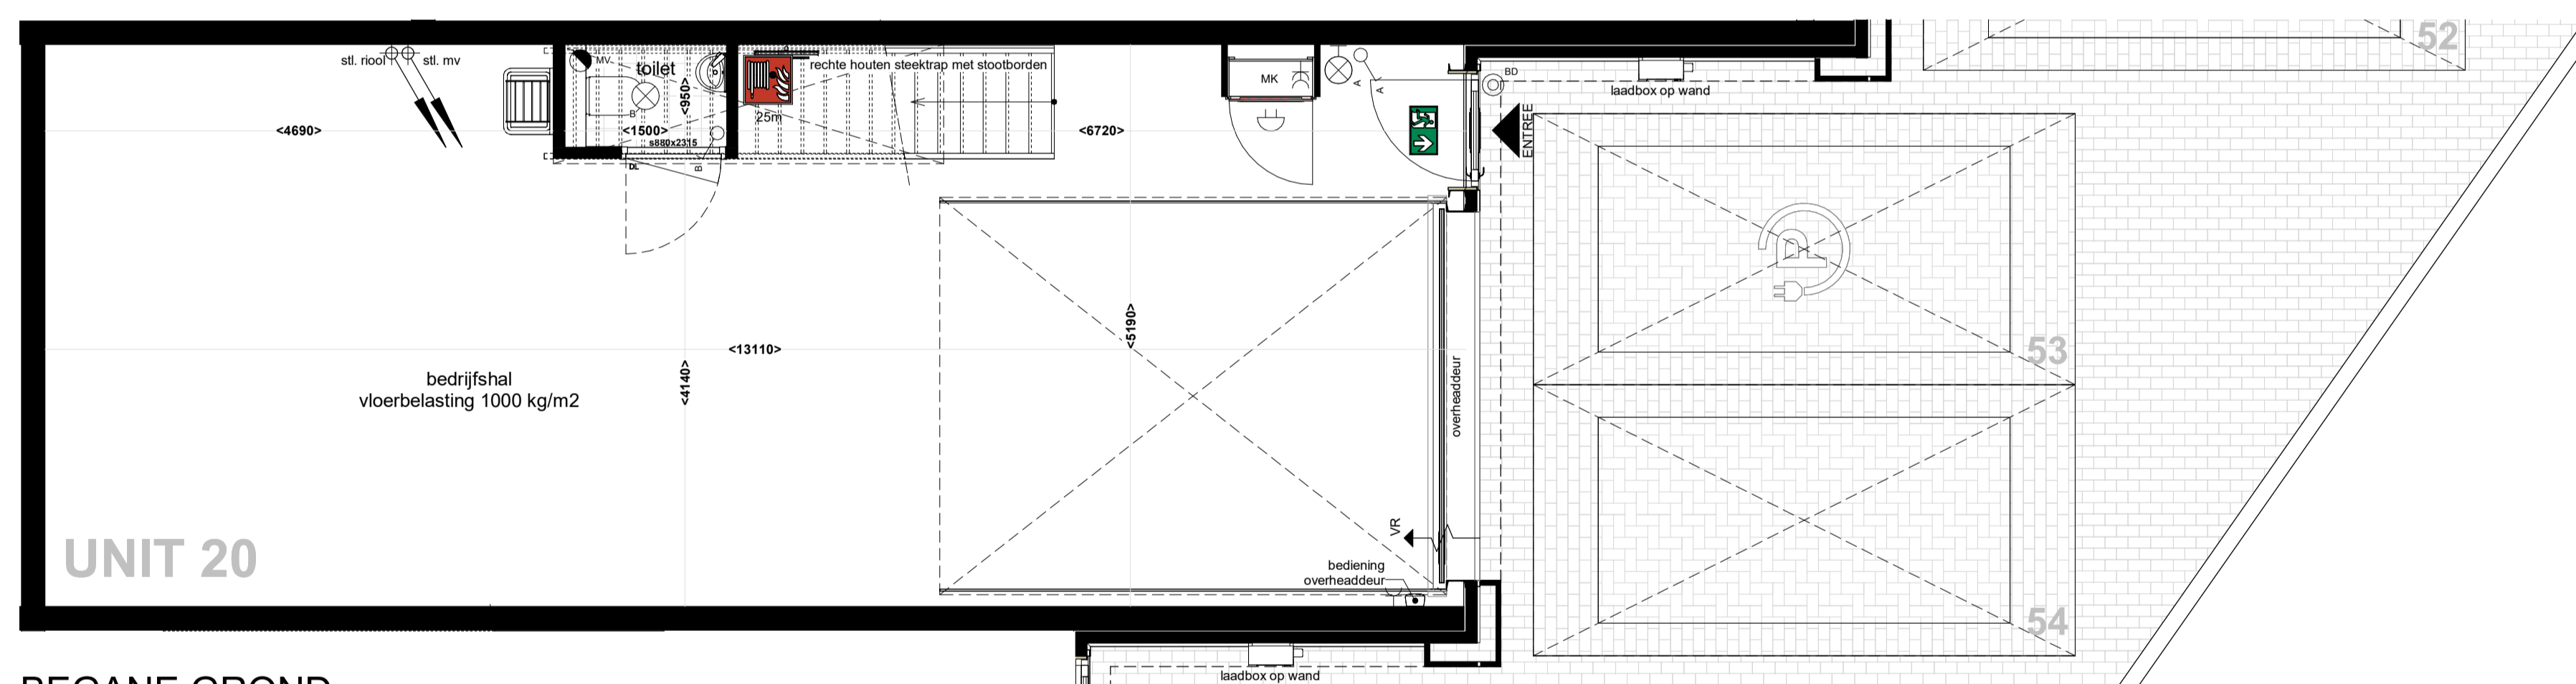 52
stl. riool
stl. mv
MV
toilet
<950>
B
<1500>
s880x2315
DL
B
25m
rechte houten steektrap met stootborden
MK
A
A
BD
laadbox op wand
ENTREE
<4690>
<6720>
<5190>
<13110>
<4140>
overheaddeur
53
bedrijfshal
vloerbelasting 1000 kg/m2
VR
UNIT 20
bediening
overheaddeur
54
laadbox op wand
BEGANE GROND